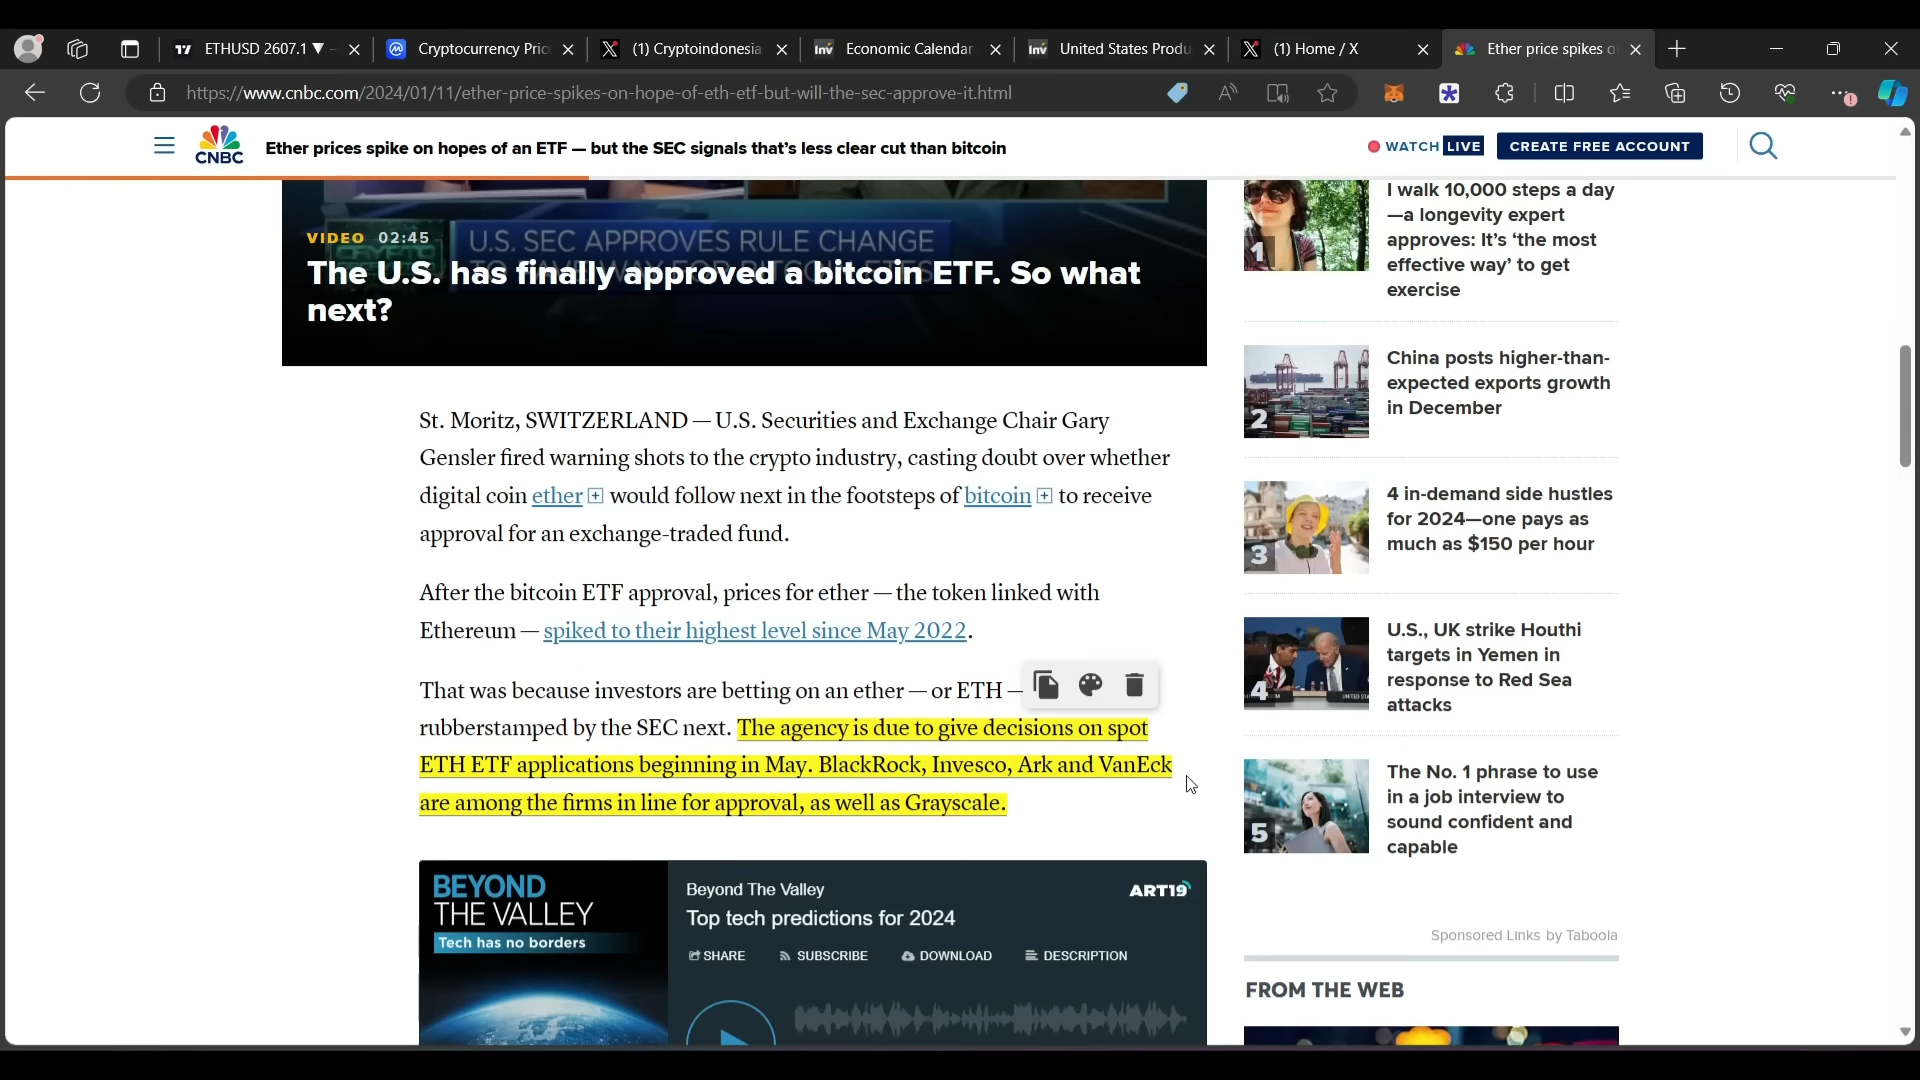 ETHUSD 2607.1 ▼
Cryptocurrency Pric
(1) Cryptoindonesia
Inv Economic Calendar
Inv United States Produ
(1) Home / X
Ether price spikes o
https://www.cnbc.com/2024/01/11/ether-price-spikes-on-hope-of-eth-etf-but-will-the-sec-approve-it.html
CNBC
Ether prices spike on hopes of an ETF — but the SEC signals that’s less clear cut than bitcoin
WATCH LIVE
CREATE FREE ACCOUNT
VIDEO 02:45
U.S. SEC APPROVES RULE CHANGE
The U.S. has finally approved a bitcoin ETF. So what
next?
St. Moritz, SWITZERLAND — U.S. Securities and Exchange Chair Gary
Gensler fired warning shots to the crypto industry, casting doubt over whether
digital coin ether would follow next in the footsteps of bitcoin to receive
approval for an exchange-traded fund.
After the bitcoin ETF approval, prices for ether — the token linked with
Ethereum — spiked to their highest level since May 2022.
That was because investors are betting on an ether — or ETH —
rubberstamped by the SEC next. The agency is due to give decisions on spot
ETH ETF applications beginning in May. BlackRock, Invesco, Ark and VanEck
are among the firms in line for approval, as well as Grayscale.
BEYOND
THE VALLEY
Tech has no borders
Beyond The Valley
ART19
Top tech predictions for 2024
SHARE
SUBSCRIBE
DOWNLOAD
DESCRIPTION
1
I walk 10,000 steps a day
—a longevity expert
approves: It’s ‘the most
effective way’ to get
exercise
2
China posts higher-than-
expected exports growth
in December
3
4 in-demand side hustles
for 2024—one pays as
much as $150 per hour
4
U.S., UK strike Houthi
targets in Yemen in
response to Red Sea
attacks
5
The No. 1 phrase to use
in a job interview to
sound confident and
capable
Sponsored Links by Taboola
FROM THE WEB